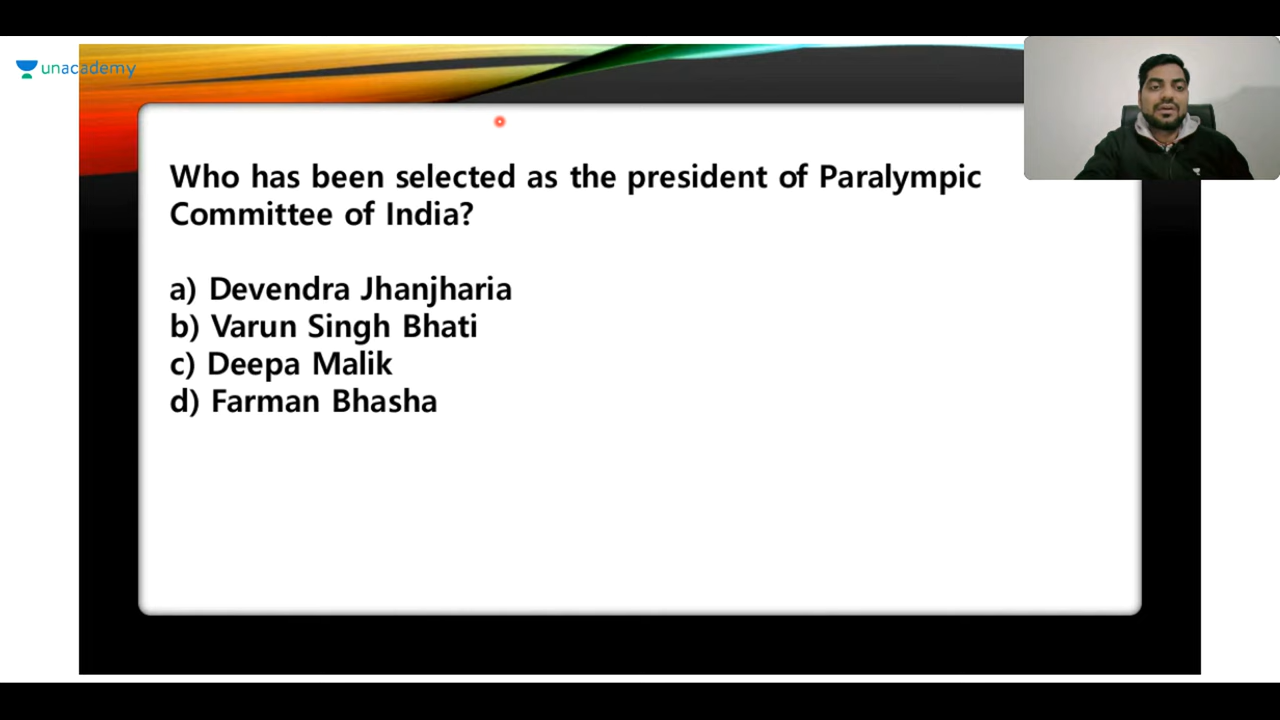 unacademy
Who has been selected as the president of Paralympic
Committee of India?
a) Devendra Jhanjharia
b) Varun Singh Bhati
c) Deepa Malik
d) Farman Bhasha